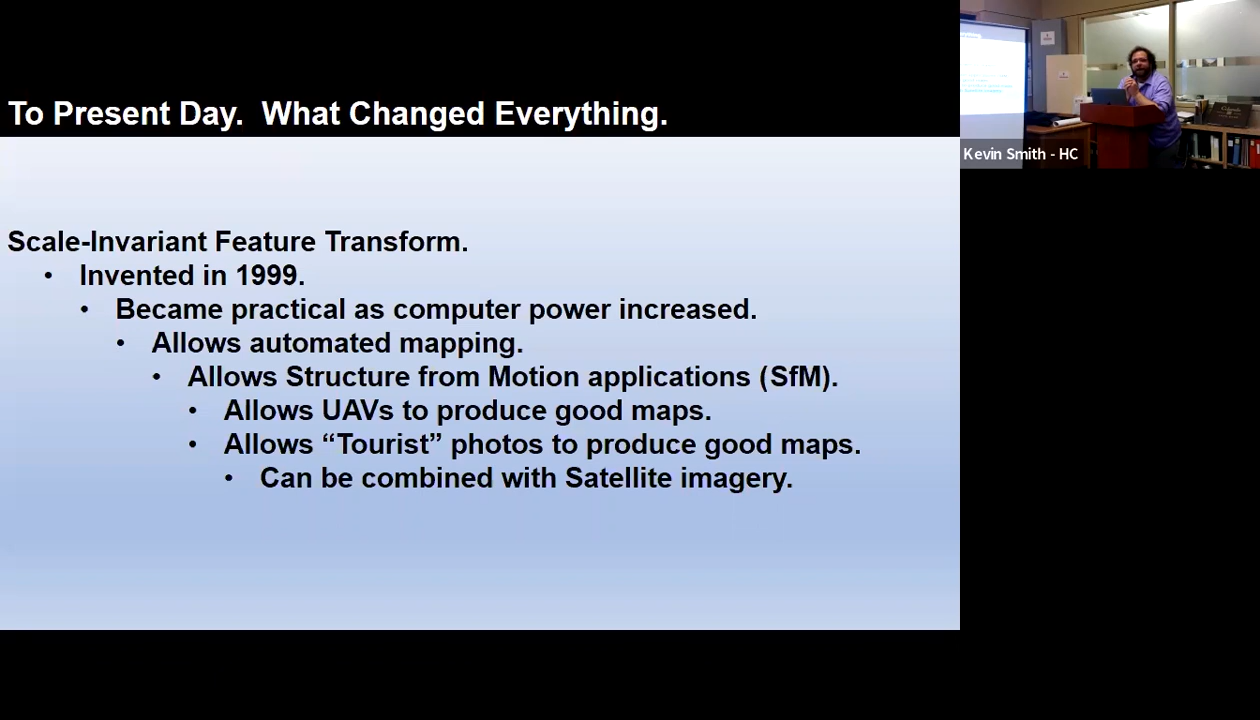 To Present Day. What Changed Everything.
Scale-Invariant Feature Transform.
• Invented in 1999.
• Became practical as computer power increased.
• Allows automated mapping.
• Allows Structure from Motion applications (SfM).
• Allows UAVs to produce good maps.
• Allows “Tourist” photos to produce good maps.
• Can be combined with Satellite imagery.
Kevin Smith - HC